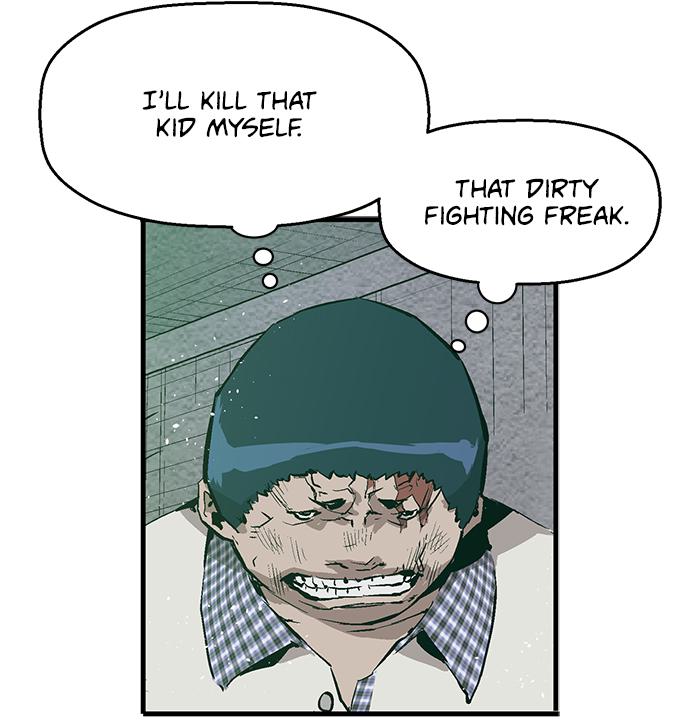 I'LL KILL THAT
KID MYSELF.
THAT DIRTY
FIGHTING FREAK.